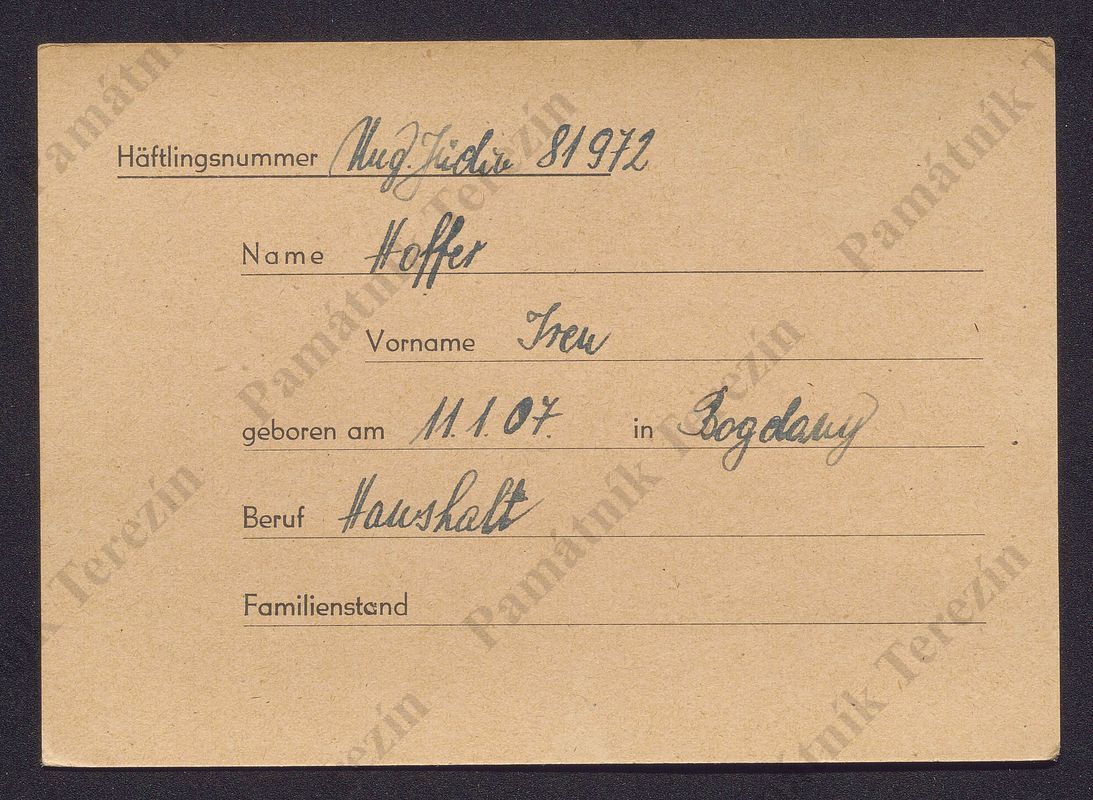 Häftlingsnummer Ung. Jüdin 81972
Name Hoffer
Vorname Iren
geboren am 11.1.07. in Bogdany
Beruf Haushalt
Familienstand
Památník Terezín